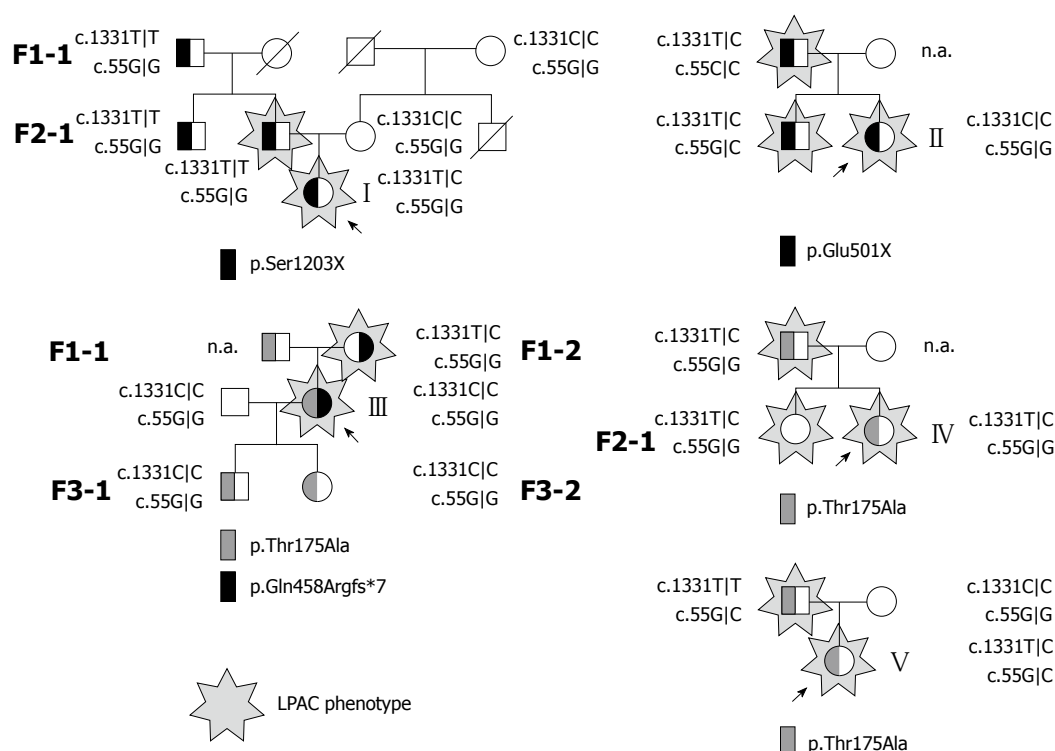 F1-1
c.1331T|T
c.55G|G
c.1331C|C
c.55G|G
F2-1
c.1331T|T
c.55G|G
c.1331T|T
c.55G|G
c.1331C|C
c.55G|G
I
c.1331T|C
c.55G|G
p.Ser1203X
c.1331T|C
c.55C|C
n.a.
c.1331T|C
c.55G|C
II
c.1331C|C
c.55G|G
p.Glu501X
F1-1
n.a.
c.1331T|C
c.55G|G
c.1331C|C
c.55G|G
III
c.1331C|C
c.55G|G
F3-1
c.1331C|C
c.55G|G
c.1331C|C
c.55G|G
p.Thr175Ala
p.Gln458Argfs*7
F1-2
c.1331T|C
c.55G|G
n.a.
F2-1
c.1331T|C
c.55G|G
IV
c.1331T|C
c.55G|G
F3-2
p.Thr175Ala
c.1331T|T
c.55G|C
c.1331C|C
c.55G|G
V
c.1331T|C
c.55G|C
p.Thr175Ala
LPAC phenotype